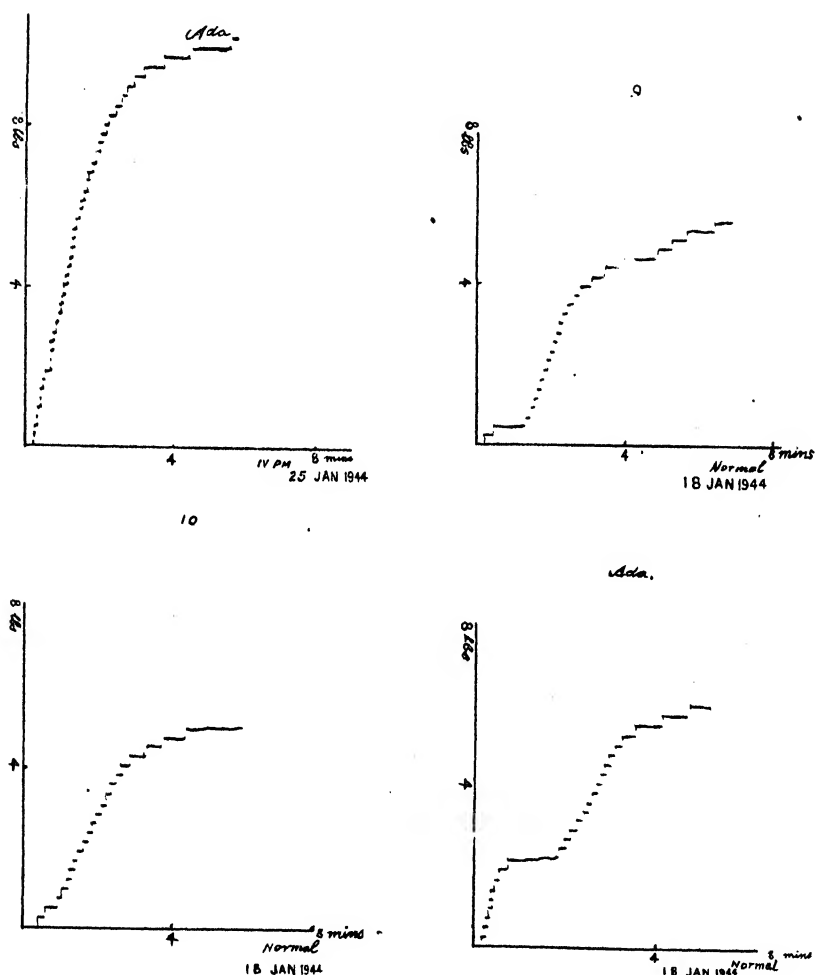 Ada.
8 lbs
4
4 8 mins
IV PM
25 JAN 1944
9
8 lbs
4
4 8 mins
Normal
18 JAN 1944
10
8 lbs
4
4 8 mins
Normal
18 JAN 1944
Ada.
8 lbs
4
4 8 mins
Normal
18 JAN 1944